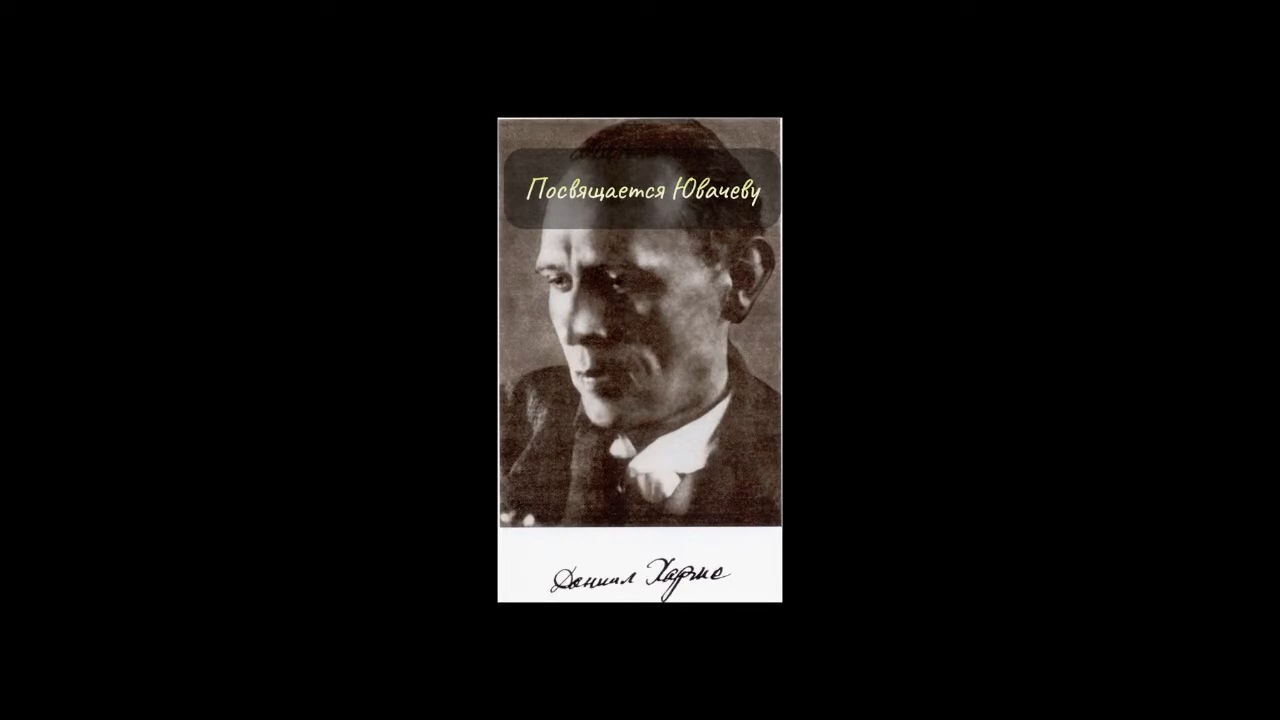 Посвящается Ювачеву
Даниил Хармс